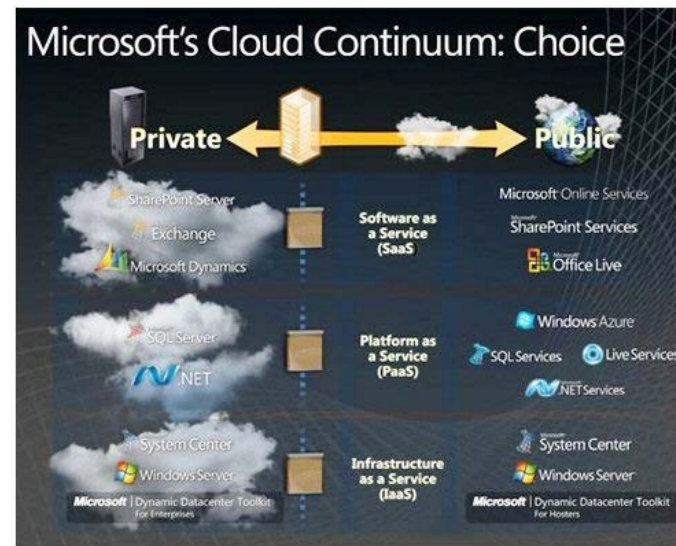 Microsoft's Cloud Continuum: Choice
Private
Public
SharePoint Server
Exchange
Microsoft Dynamics
Software as
a Service
(SaaS)
Microsoft Online Services
Microsoft
SharePoint Services
Microsoft
Office Live
SQL Server
.NET
Platform as
a Service
(PaaS)
Windows Azure
SQL Services
Live Services
.NET Services
System Center
Windows Server
Microsoft | Dynamic Datacenter Toolkit
For Enterprises
Infrastructure
as a Service
(IaaS)
System Center
Windows Server
Microsoft | Dynamic Datacenter Toolkit
For Hosters